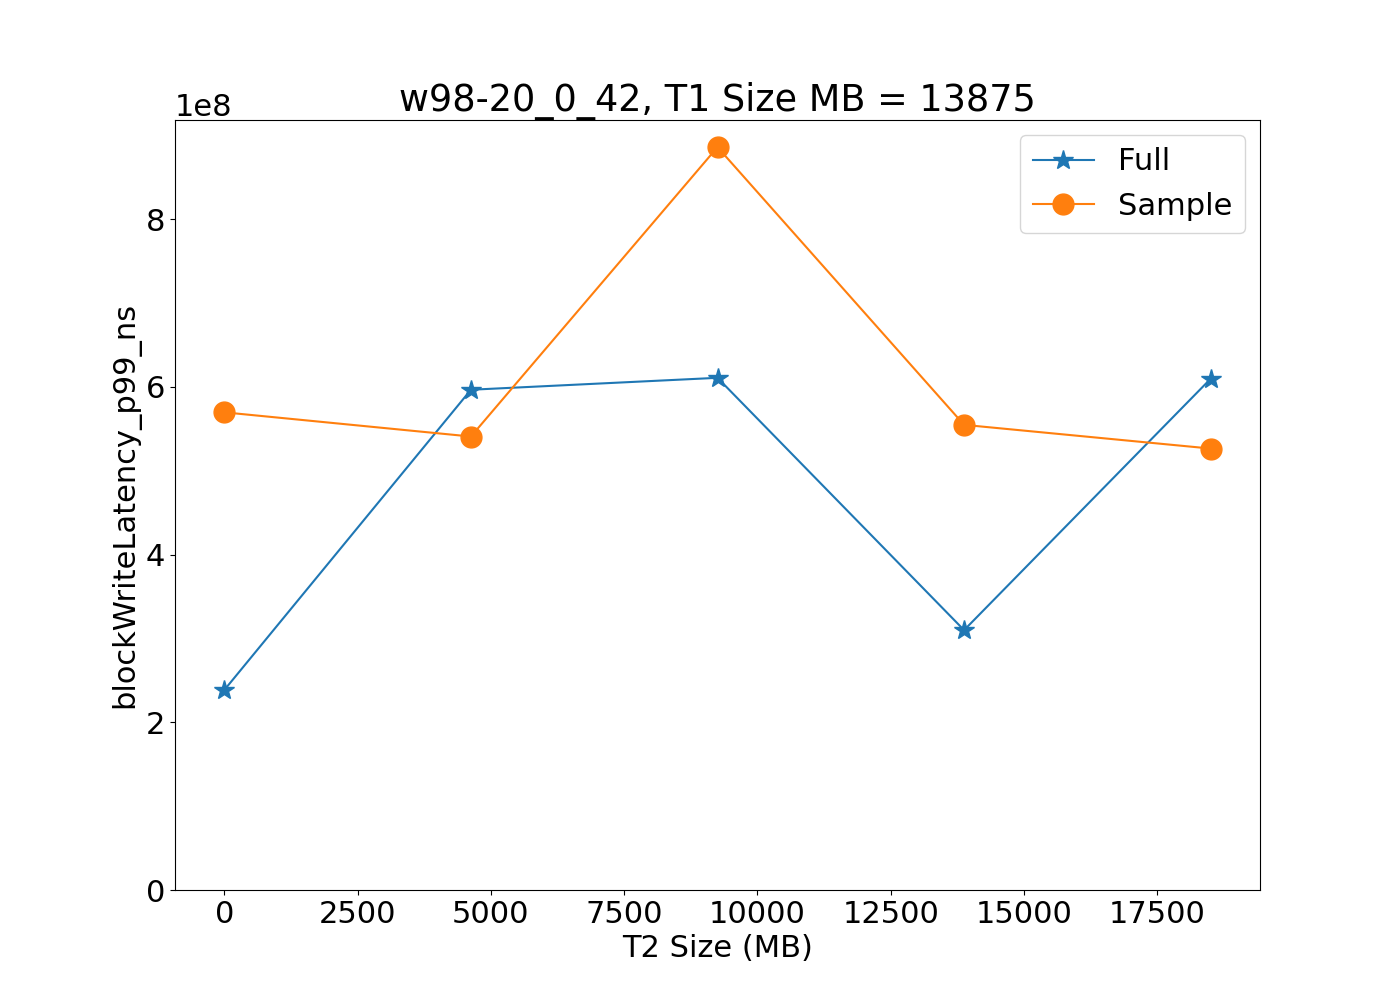 w98-20_0_42, T1 Size MB = 13875
1e8
Full
Sample
8
6
4
2
0
blockWriteLatency_p99_ns
0 2500 5000 7500 10000 12500 15000 17500
T2 Size (MB)